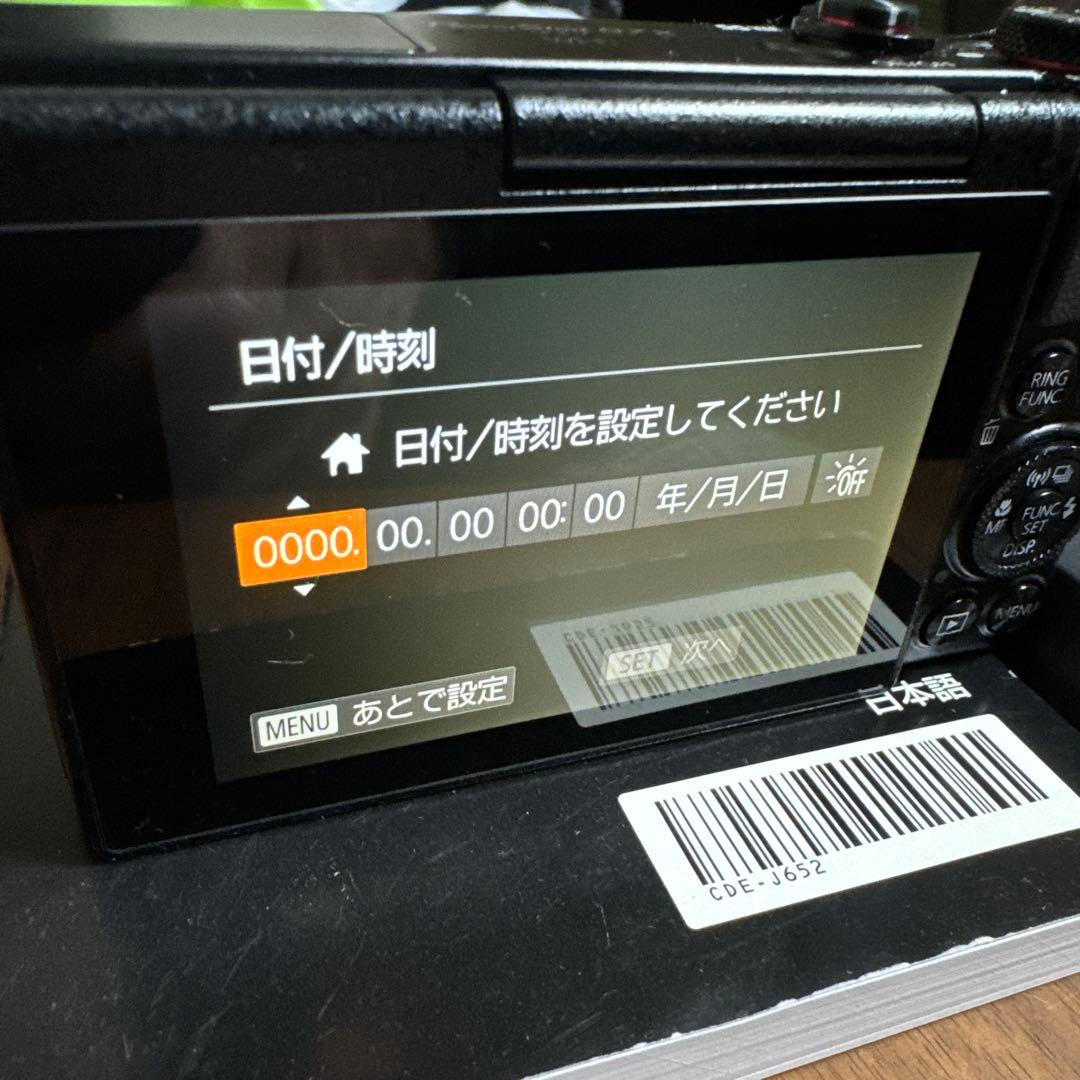 日付/時刻
日付/時刻を設定してください
0000. 00. 00 00: 00 年/月/日 OFF
SET 次へ
MENU あとで設定
RING
FUNC.
MF
FUNC.
SET
DISP.
MENU
日本語
CDE-J652